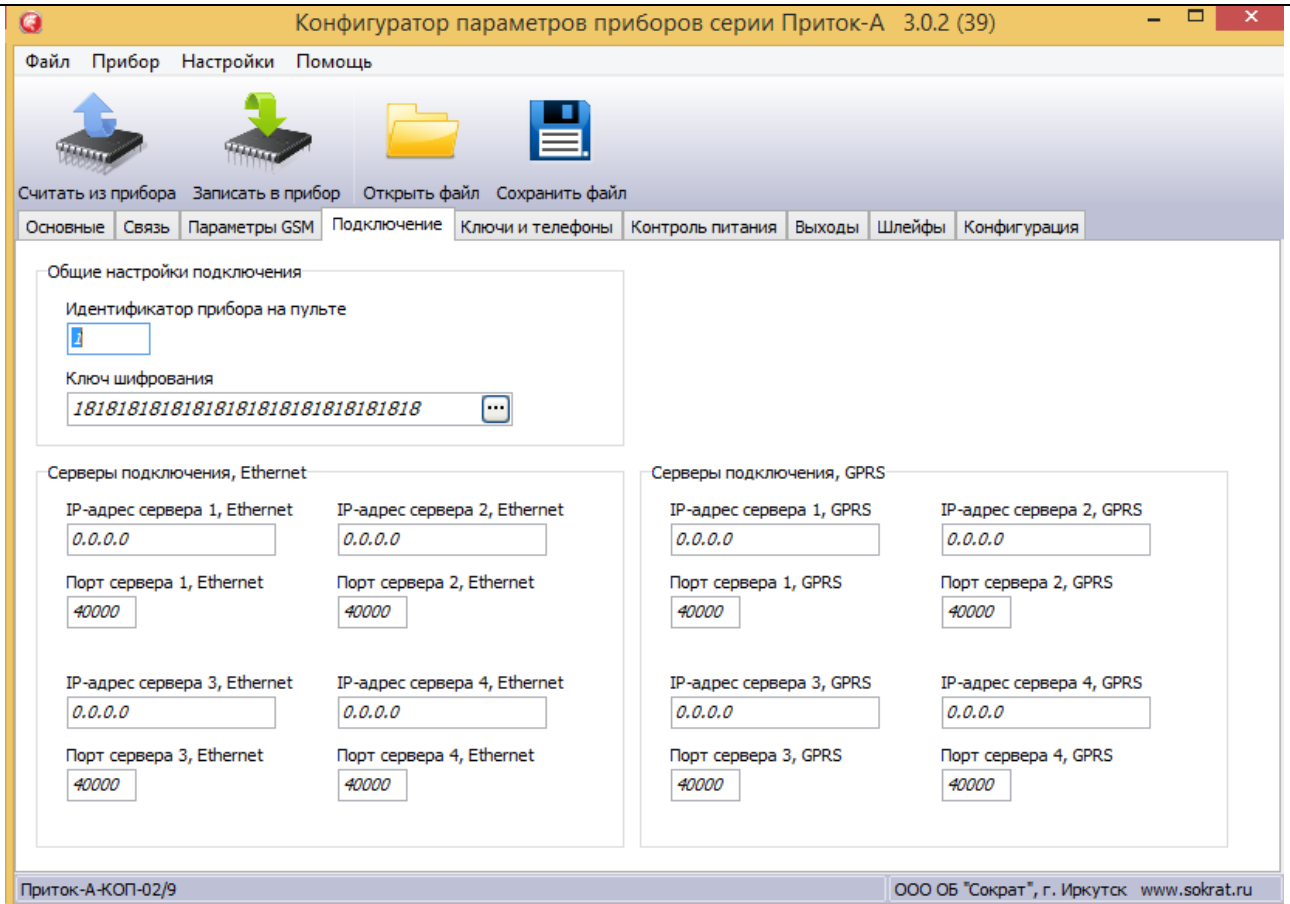 Конфигуратор параметров приборов серии Приток-А 3.0.2 (39)
Файл Прибор Настройки Помощь
Считать из прибора Записать в прибор Открыть файл Сохранить файл
Основные Связь Параметры GSM Подключение Ключи и телефоны Контроль питания Выходы Шлейфы Конфигурация
Общие настройки подключения
Идентификатор прибора на пульте
1
Ключ шифрования
18181818181818181818181818181818
Серверы подключения, Ethernet
IP-адрес сервера 1, Ethernet IP-адрес сервера 2, Ethernet
0.0.0.0 0.0.0.0
Порт сервера 1, Ethernet Порт сервера 2, Ethernet
40000 40000
IP-адрес сервера 3, Ethernet IP-адрес сервера 4, Ethernet
0.0.0.0 0.0.0.0
Порт сервера 3, Ethernet Порт сервера 4, Ethernet
40000 40000
Серверы подключения, GPRS
IP-адрес сервера 1, GPRS IP-адрес сервера 2, GPRS
0.0.0.0 0.0.0.0
Порт сервера 1, GPRS Порт сервера 2, GPRS
40000 40000
IP-адрес сервера 3, GPRS IP-адрес сервера 4, GPRS
0.0.0.0 0.0.0.0
Порт сервера 3, GPRS Порт сервера 4, GPRS
40000 40000
Приток-А-КОП-02/9 ООО ОБ "Сократ", г. Иркутск www.sokrat.ru